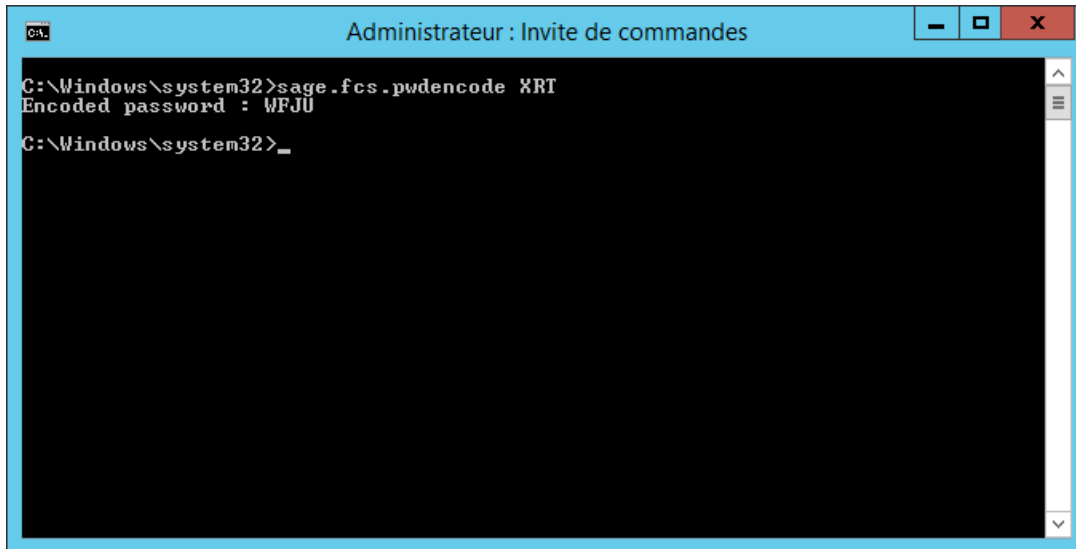 Administrateur : Invite de commandes
C:\Windows\system32>sage.fcs.pwdencode XRT
Encoded password : WFJU
C:\Windows\system32>_